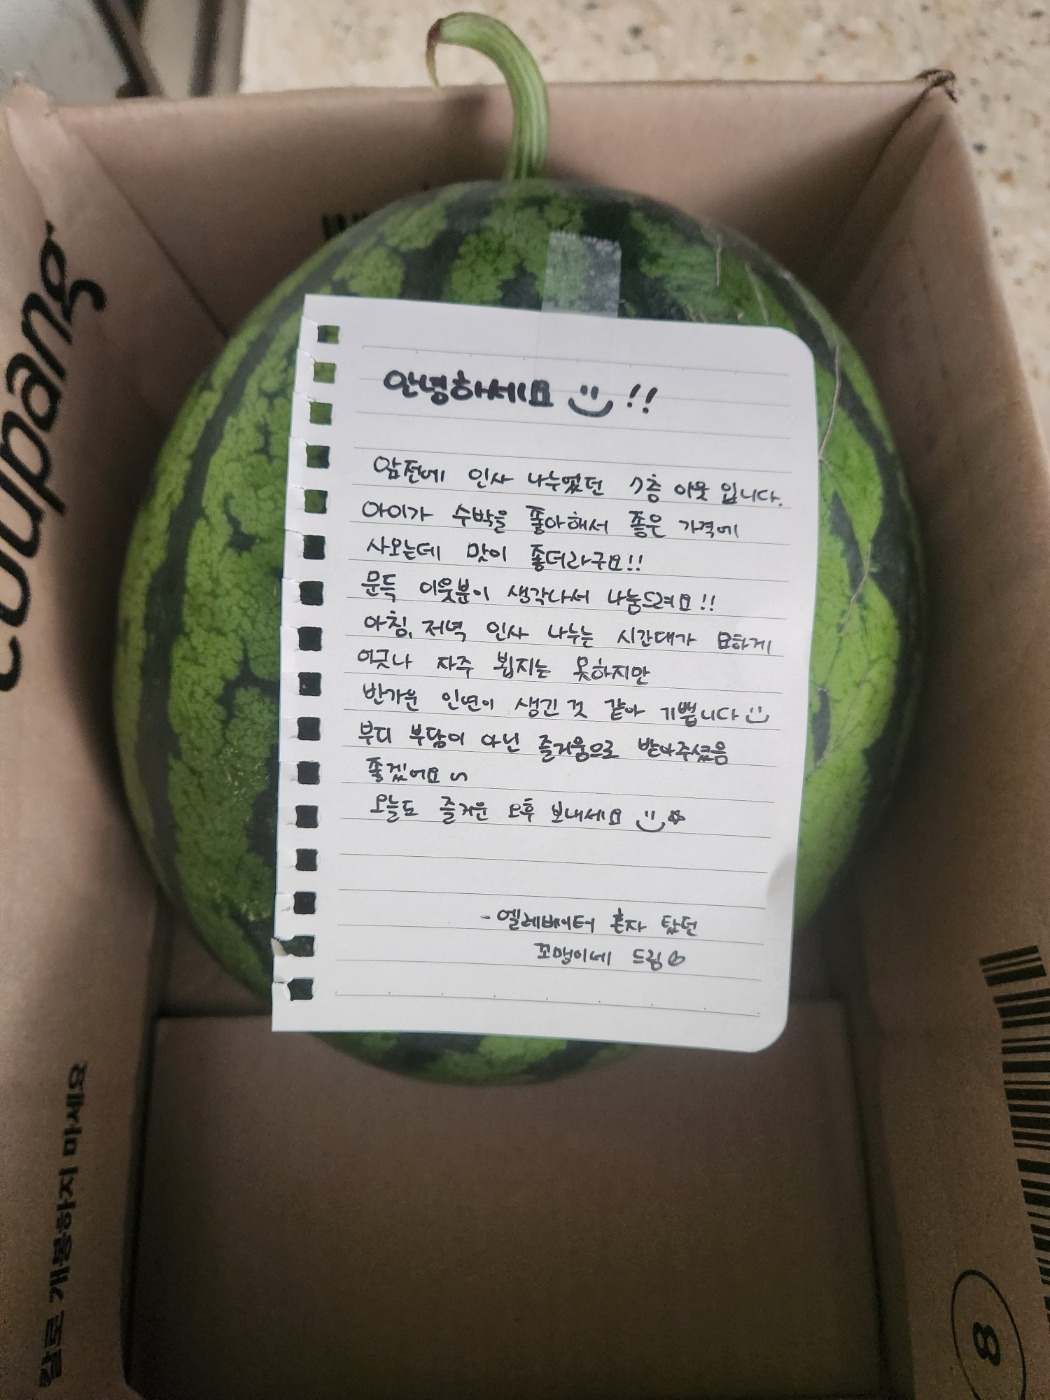 coupang
안녕하세요 !!
앞전에 인사 나누었던 7층 이웃 입니다.
아이가 수박을 좋아해서 좋은 가격에
사오는데 맛이 좋더라구요!!
문득 이웃분이 생각나서 나눔드려요!!
아침, 저녁 인사 나누는 시간대가 묘하게
어긋나 자주 뵙지는 못하지만
반가운 인연이 생긴 것 같아 기쁩니다
부디 부담이 아닌 즐거움으로 받아주셨음
좋겠어요~
오늘도 즐거운 오후 보내세요
- 엘레베이터 혼자 탔던
꼬맹이네 드림
8